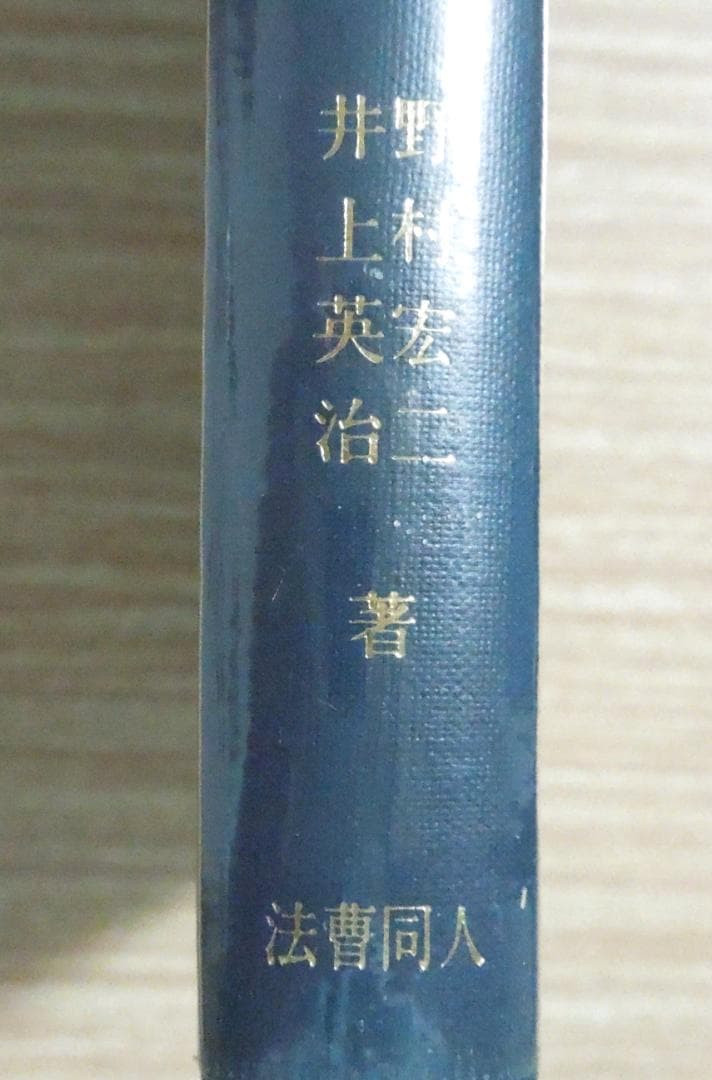 野村宏二
井上英治
著
法曹同人